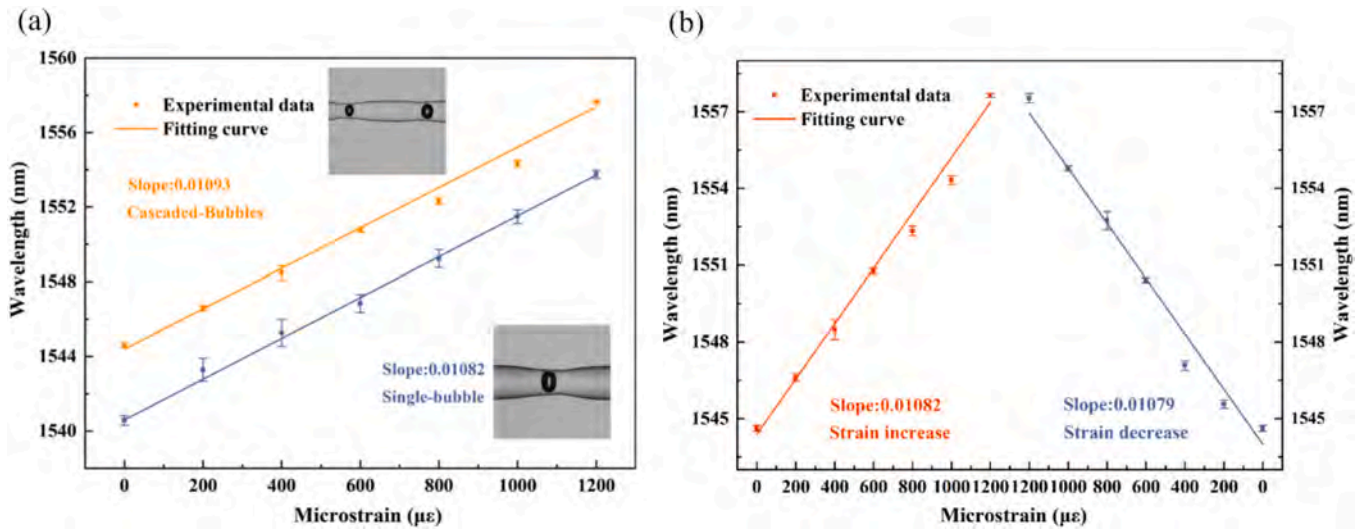 (a)
Wavelength (nm)
1560
1556
1552
1548
1544
1540
Experimental data
Fitting curve
Slope:0.01093
Cascaded-Bubbles
Slope:0.01082
Single-bubble
0 200 400 600 800 1000 1200
Microstrain (με)
(b)
Wavelength (nm)
1557
1554
1551
1548
1545
Experimental data
Fitting curve
Slope:0.01082
Strain increase
Slope:0.01079
Strain decrease
1557
1554
1551
1548
1545
Wavelength (nm)
0 200 400 600 800 1000 1200 1200 1000 800 600 400 200 0
Microstrain (με)